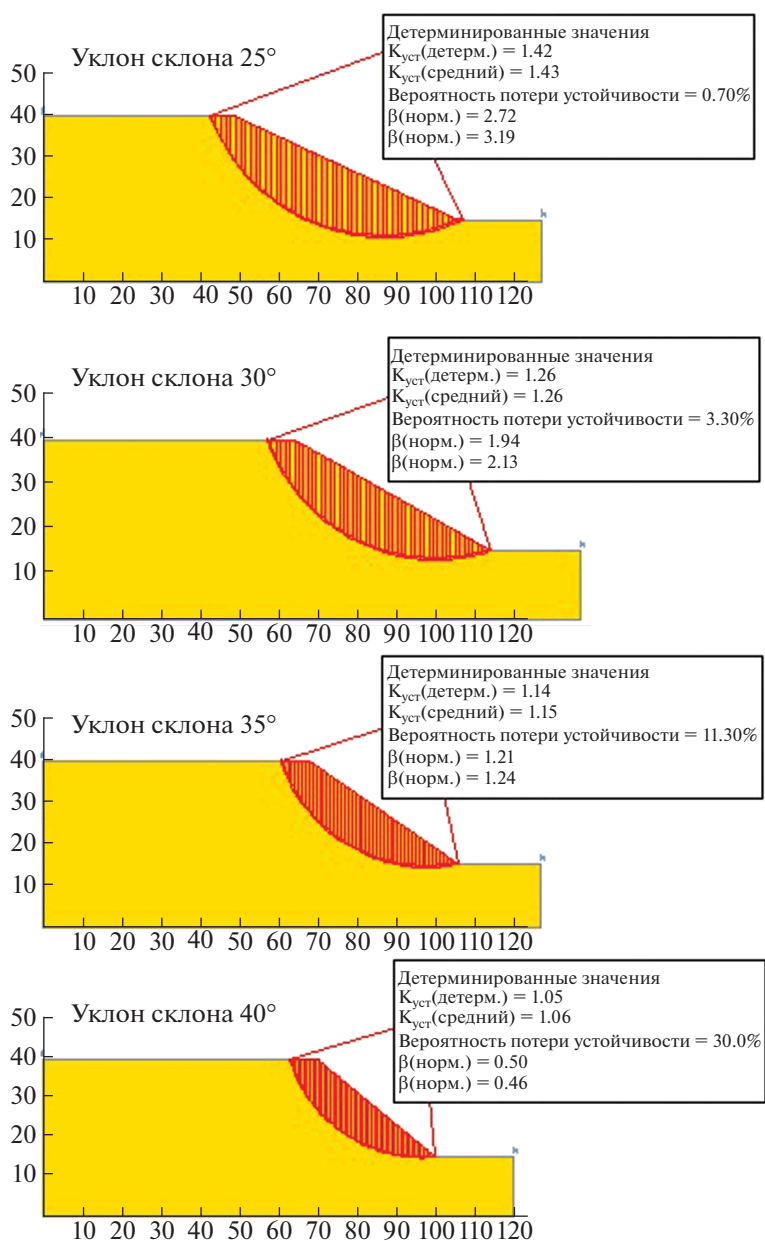 Уклон склона 25°
Детерминированные значения
Kуст(детерм.) = 1.42
Kуст(средний) = 1.43
Вероятность потери устойчивости = 0.70%
β(норм.) = 2.72
β(норм.) = 3.19
50
40
30
20
10
10 20 30 40 50 60 70 80 90 100 110 120
Уклон склона 30°
Детерминированные значения
Kуст(детерм.) = 1.26
Kуст(средний) = 1.26
Вероятность потери устойчивости = 3.30%
β(норм.) = 1.94
β(норм.) = 2.13
50
40
30
20
10
10 20 30 40 50 60 70 80 90 100 110 120
Уклон склона 35°
Детерминированные значения
Kуст(детерм.) = 1.14
Kуст(средний) = 1.15
Вероятность потери устойчивости = 11.30%
β(норм.) = 1.21
β(норм.) = 1.24
50
40
30
20
10
10 20 30 40 50 60 70 80 90 100 110 120
Уклон склона 40°
Детерминированные значения
Kуст(детерм.) = 1.05
Kуст(средний) = 1.06
Вероятность потери устойчивости = 30.0%
β(норм.) = 0.50
β(норм.) = 0.46
50
40
30
20
10
10 20 30 40 50 60 70 80 90 100 110 120